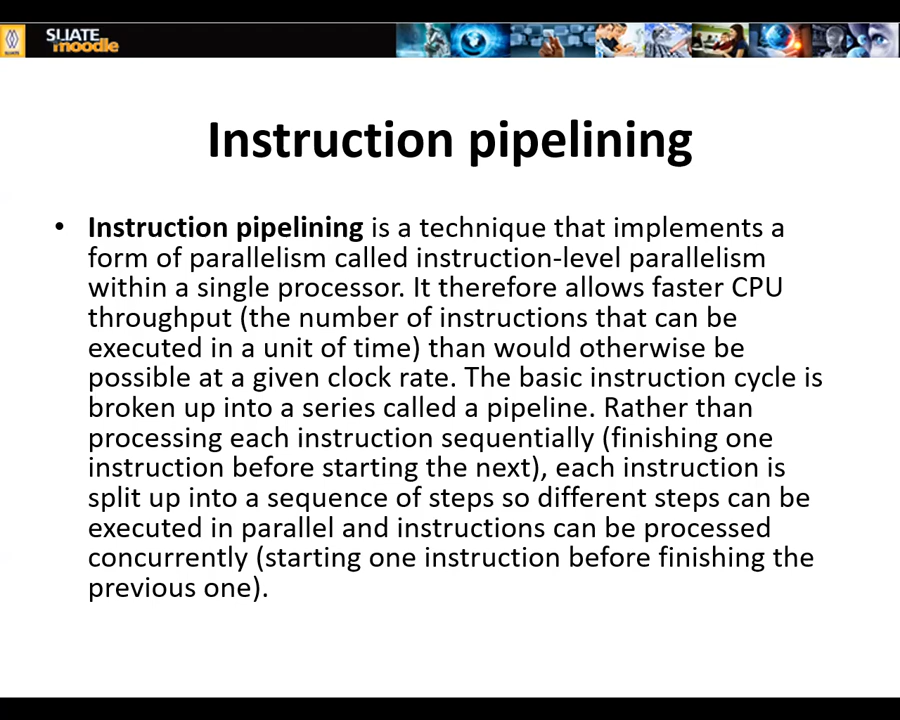 SLIATE
moodle
Instruction pipelining
• Instruction pipelining is a technique that implements a
form of parallelism called instruction-level parallelism
within a single processor. It therefore allows faster CPU
throughput (the number of instructions that can be
executed in a unit of time) than would otherwise be
possible at a given clock rate. The basic instruction cycle is
broken up into a series called a pipeline. Rather than
processing each instruction sequentially (finishing one
instruction before starting the next), each instruction is
split up into a sequence of steps so different steps can be
executed in parallel and instructions can be processed
concurrently (starting one instruction before finishing the
previous one).